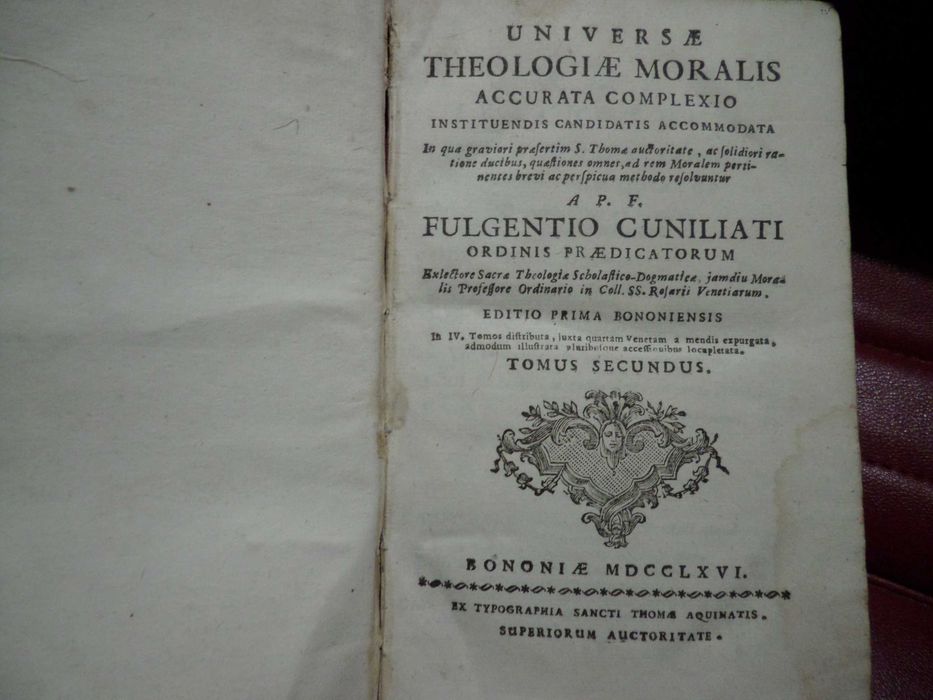 UNIVERSÆ
THEOLOGIÆ MORALIS
ACCURATA COMPLEXIO
INSTITUENDIS CANDIDATIS ACCOMMODATA
In qua graviori præſertim S. Thomæ auctoritate, ac ſolidiori ra-
tione ducibus, quæſtiones omnes, ad rem Moralem perti-
nentes brevi ac perſpicua methodo reſolvuntur
A P. F.
FULGENTIO CUNILIATI
ORDINIS PRÆDICATORUM
Exlectore Sacræ Theologiæ Scholaſtico-Dogmaticæ, jamdiu Mora-
lis Profeſſore Ordinario in Coll. SS. Roſarii Venetiarum.
EDITIO PRIMA BONONIENSIS
In IV. Tomos diſtributa, juxta quartam Venetam a mendis expurgata,
admodum illuſtrata pluribuſque acceſſionibus locupletata.
TOMUS SECUNDUS.
BONONIÆ MDCCLXVI.
EX TYPOGRAPHIA SANCTI THOMÆ AQUINATIS.
SUPERIORUM AUCTORITATE.